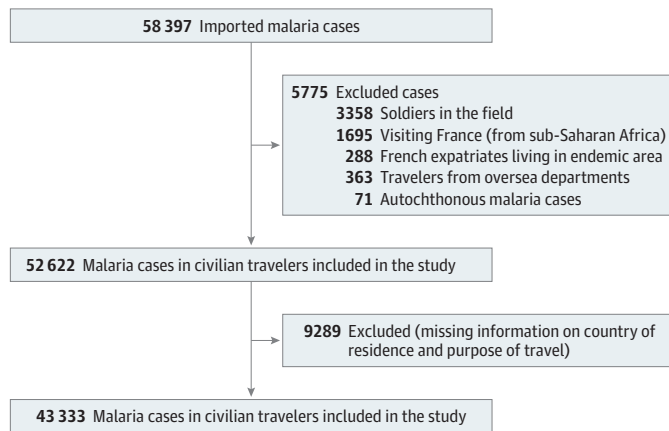 58 397 Imported malaria cases
5775 Excluded cases
3358 Soldiers in the field
1695 Visiting France (from sub-Saharan Africa)
288 French expatriates living in endemic area
363 Travelers from oversea departments
71 Autochthonous malaria cases
52 622 Malaria cases in civilian travelers included in the study
9289 Excluded (missing information on country of
residence and purpose of travel)
43 333 Malaria cases in civilian travelers included in the study